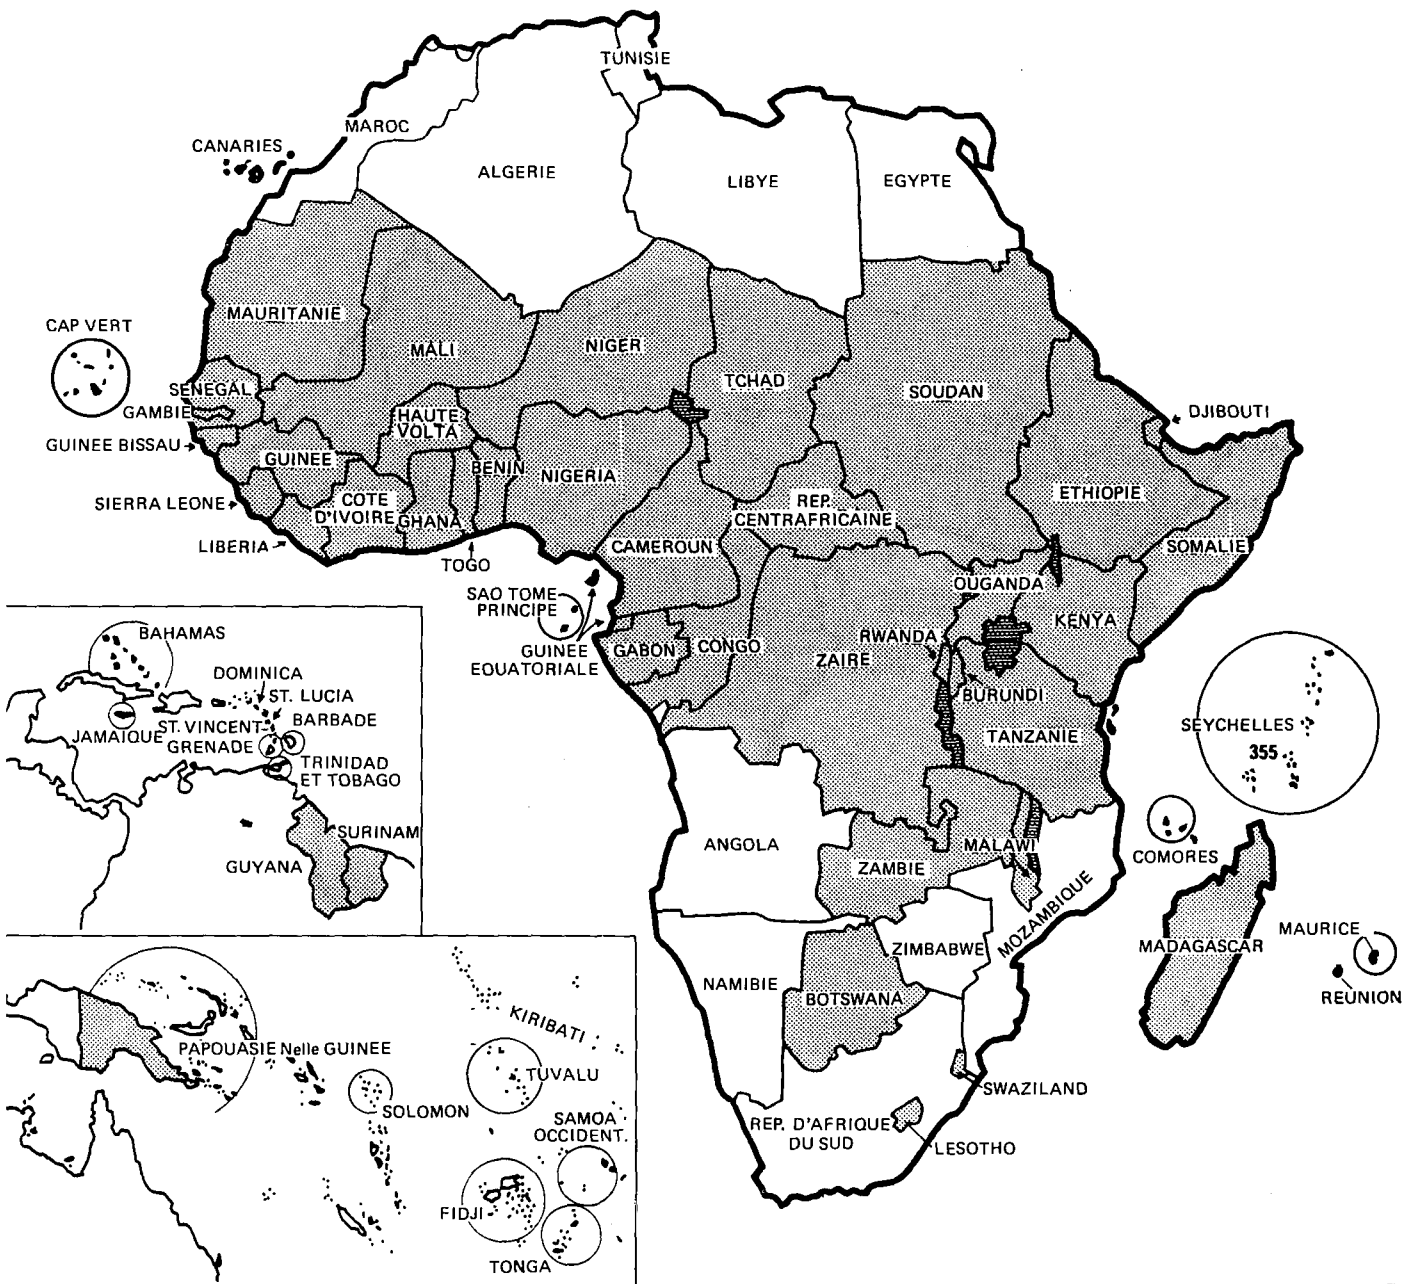 TUNISIE
MAROC
CANARIES
ALGERIE
LIBYE
EGYPTE
MAURITANIE
CAP VERT
MALI
NIGER
TCHAD
SOUDAN
SENEGAL
GAMBIE
HAUTE
VOLTA
DJIBOUTI
GUINEE BISSAU
GUINEE
BENIN
NIGERIA
ETHIOPIE
SIERRA LEONE
COTE
D'IVOIRE
GHANA
REP.
CENTRAFRICAINE
LIBERIA
TOGO
CAMEROUN
SOMALIE
OUGANDA
SAO TOME
PRINCIPE
KENYA
GUINEE
EQUATORIALE
GABON
CONGO
ZAIRE
RWANDA
BURUNDI
TANZANIE
SEYCHELLES
355
BAHAMAS
DOMINICA
ST. LUCIA
ST. VINCENT
BARBADE
JAMAIQUE
GRENADE
TRINIDAD
ET TOBAGO
SURINAM
GUYANA
ANGOLA
ZAMBIE
MALAWI
COMORES
MOZAMBIQUE
ZIMBABWE
MADAGASCAR
MAURICE
REUNION
NAMIBIE
BOTSWANA
SWAZILAND
REP. D'AFRIQUE
DU SUD
LESOTHO
KIRIBATI
PAPOUASIE Nelle GUINEE
TUVALU
SOLOMON
SAMOA
OCCIDENT.
FIDJI
TONGA